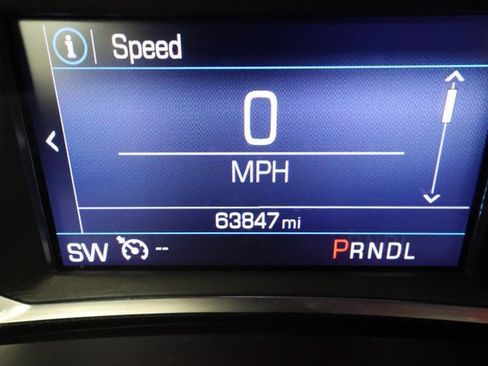 i Speed
0
MPH
63847 mi
SW -- PRNDL